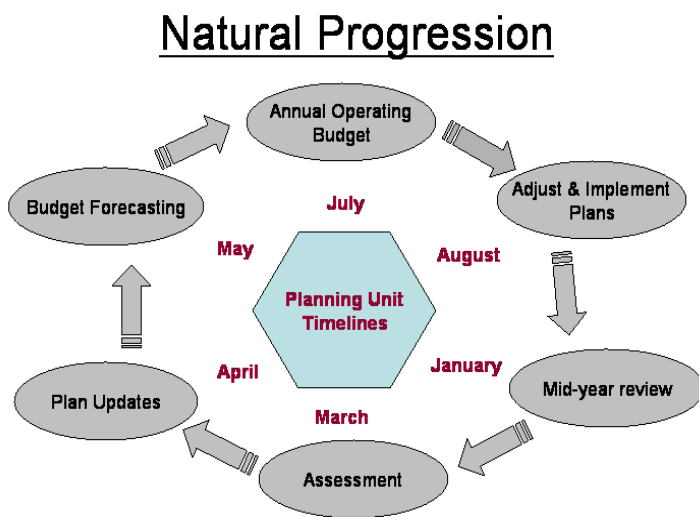 Natural Progression
Annual Operating
Budget
Adjust & Implement
Plans
Budget Forecasting
July
May
August
Planning Unit
Timelines
April
January
Plan Updates
Mid-year review
March
Assessment